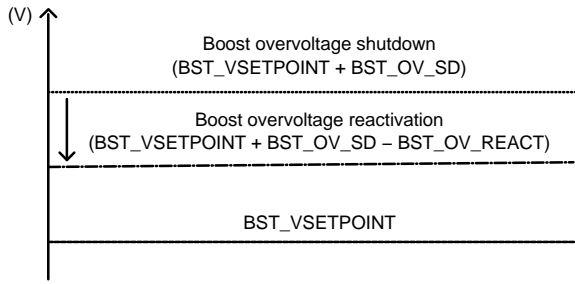 (V)
Boost overvoltage shutdown
(BST_VSETPOINT + BST_OV_SD)
Boost overvoltage reactivation
(BST_VSETPOINT + BST_OV_SD − BST_OV_REACT)
BST_VSETPOINT